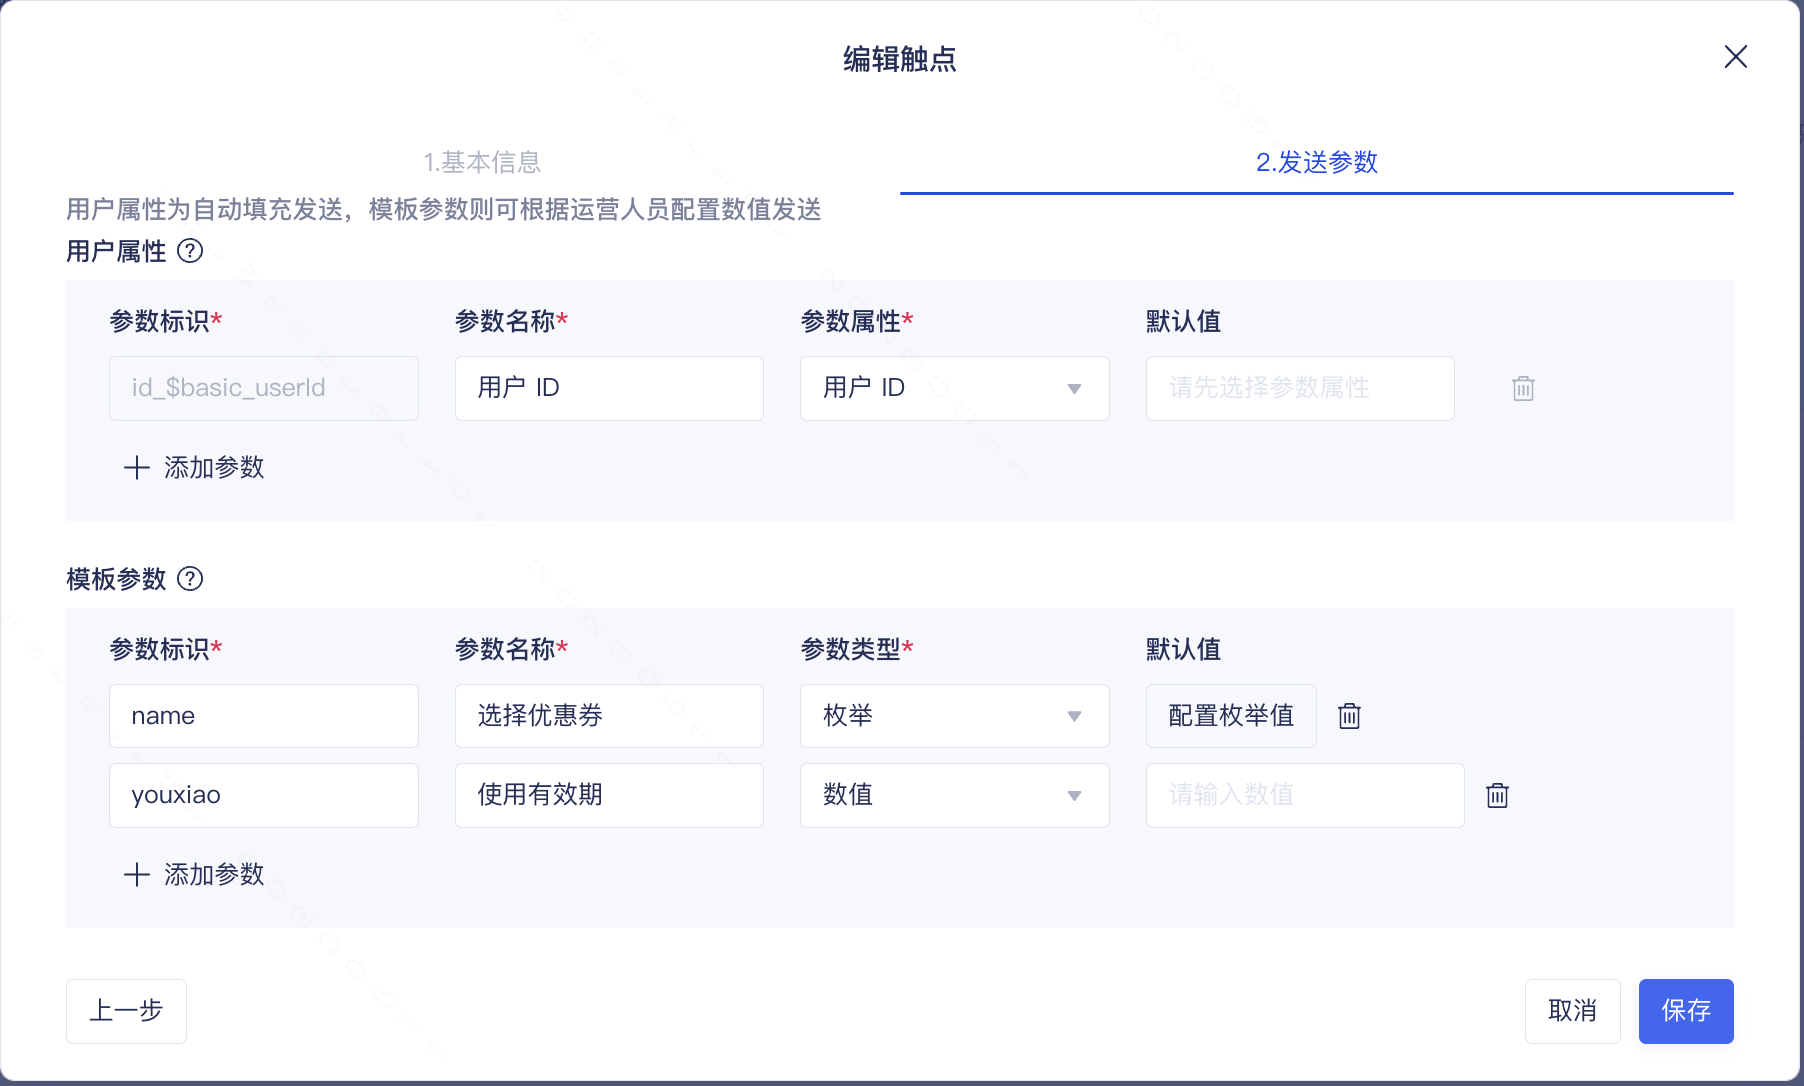 编辑触点
1.基本信息
2.发送参数
用户属性为自动填充发送，模板参数则可根据运营人员配置数值发送
用户属性 ?
参数标识* 参数名称* 参数属性* 默认值
id_$basic_userId 用户 ID 用户 ID 请先选择参数属性
添加参数
模板参数 ?
参数标识* 参数名称* 参数类型* 默认值
name 选择优惠券 枚举 配置枚举值
youxiao 使用有效期 数值 请输入数值
添加参数
上一步 取消 保存